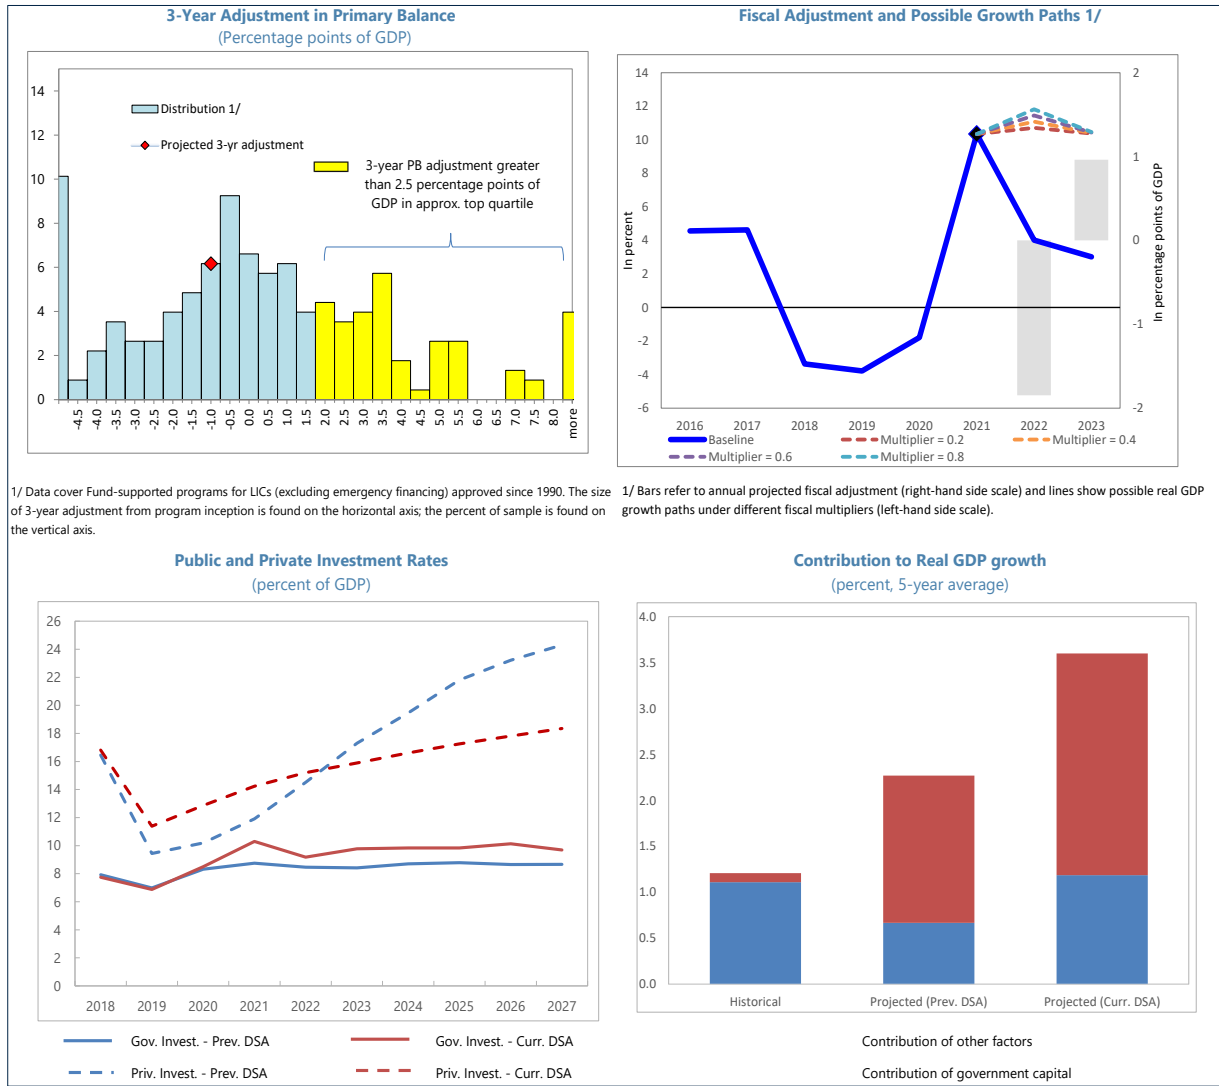 3-Year Adjustment in Primary Balance
(Percentage points of GDP)
14
12
10
8
6
4
2
0
Distribution 1/
Projected 3-yr adjustment
3-year PB adjustment greater
than 2.5 percentage points of
GDP in approx. top quartile
-4.5 -4.0 -3.5 -3.0 -2.5 -2.0 -1.5 -1.0 -0.5 0.0 0.5 1.0 1.5 2.0 2.5 3.0 3.5 4.0 4.5 5.0 5.5 6.0 6.5 7.0 7.5 8.0 more
1/ Data cover Fund-supported programs for LICs (excluding emergency financing) approved since 1990. The size
of 3-year adjustment from program inception is found on the horizontal axis; the percent of sample is found on
the vertical axis.
Fiscal Adjustment and Possible Growth Paths 1/
In percent
14
12
10
8
6
4
2
0
-2
-4
-6
2
1
0
-1
-2
In percentage points of GDP
2016 2017 2018 2019 2020 2021 2022 2023
Baseline Multiplier = 0.2 Multiplier = 0.4
Multiplier = 0.6 Multiplier = 0.8
1/ Bars refer to annual projected fiscal adjustment (right-hand side scale) and lines show possible real GDP
growth paths under different fiscal multipliers (left-hand side scale).
Public and Private Investment Rates
(percent of GDP)
26
24
22
20
18
16
14
12
10
8
6
4
2
0
2018 2019 2020 2021 2022 2023 2024 2025 2026 2027
Gov. Invest. - Prev. DSA Gov. Invest. - Curr. DSA
Priv. Invest. - Prev. DSA Priv. Invest. - Curr. DSA
Contribution to Real GDP growth
(percent, 5-year average)
4.0
3.5
3.0
2.5
2.0
1.5
1.0
0.5
0.0
Historical Projected (Prev. DSA) Projected (Curr. DSA)
Contribution of other factors
Contribution of government capital